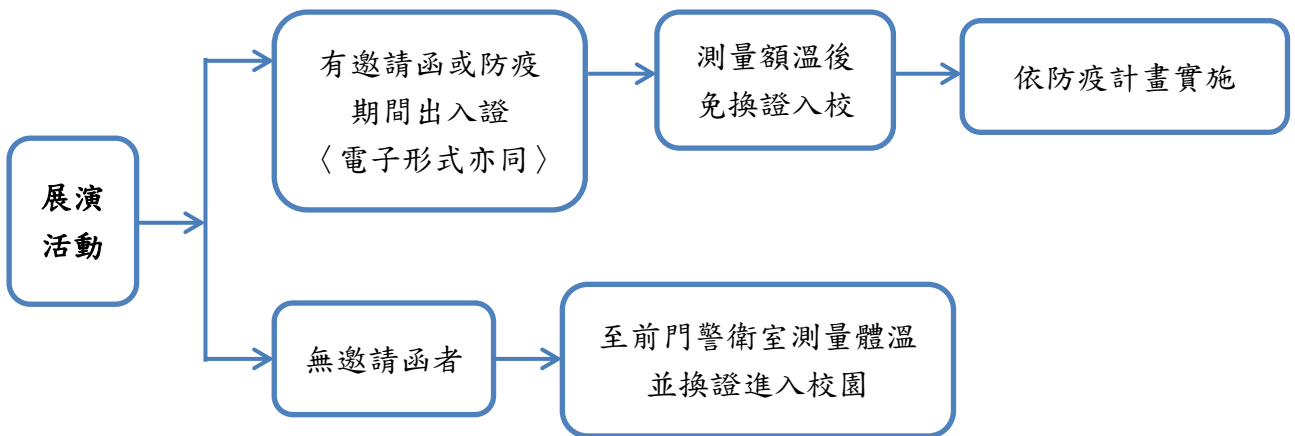 展演
活動
有邀請函或防疫
期間出入證
〈電子形式亦同〉
測量額溫後
免換證入校
依防疫計畫實施
無邀請函者
至前門警衛室測量體溫
並換證進入校園